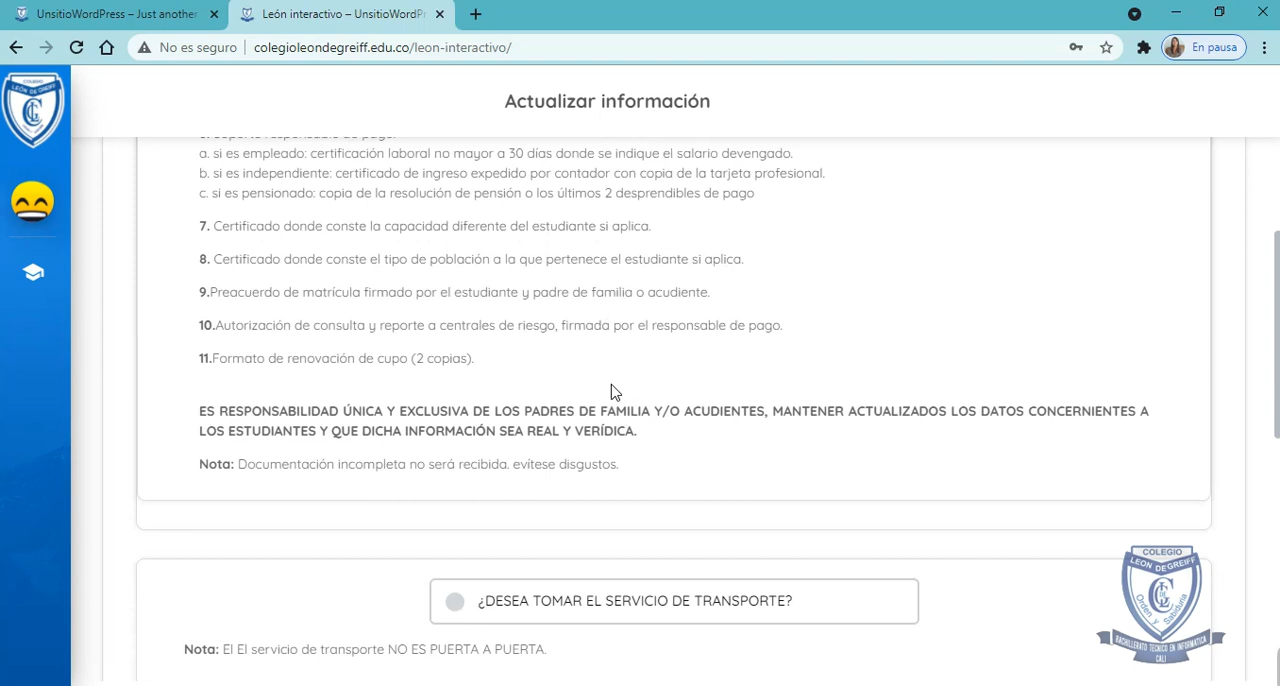 UnsitioWordPress – Just another
León interactivo – UnsitioWordPr
No es seguro
colegioleondegreiff.edu.co/leon-interactivo/
En pausa
COLEGIO
LEÓN DE GREIFF
Actualizar información
a. si es empleado: certificación laboral no mayor a 30 días donde se indique el salario devengado.
b. si es independiente: certificado de ingreso expedido por contador con copia de la tarjeta profesional.
c. si es pensionado: copia de la resolución de pensión o los últimos 2 desprendibles de pago
7. Certificado donde conste la capacidad diferente del estudiante si aplica.
8. Certificado donde conste el tipo de población a la que pertenece el estudiante si aplica.
9.Preacuerdo de matrícula firmado por el estudiante y padre de familia o acudiente.
10.Autorización de consulta y reporte a centrales de riesgo, firmada por el responsable de pago.
11.Formato de renovación de cupo (2 copias).
ES RESPONSABILIDAD ÚNICA Y EXCLUSIVA DE LOS PADRES DE FAMILIA Y/O ACUDIENTES, MANTENER ACTUALIZADOS LOS DATOS CONCERNIENTES A
LOS ESTUDIANTES Y QUE DICHA INFORMACIÓN SEA REAL Y VERÍDICA.
Nota: Documentación incompleta no será recibida. evítese disgustos.
¿DESEA TOMAR EL SERVICIO DE TRANSPORTE?
Nota: El El servicio de transporte NO ES PUERTA A PUERTA.
COLEGIO
LEON DE GREIFF
Orden y Sabiduría
BACHILLERATO TECNICO EN INFORMATICA
CALI